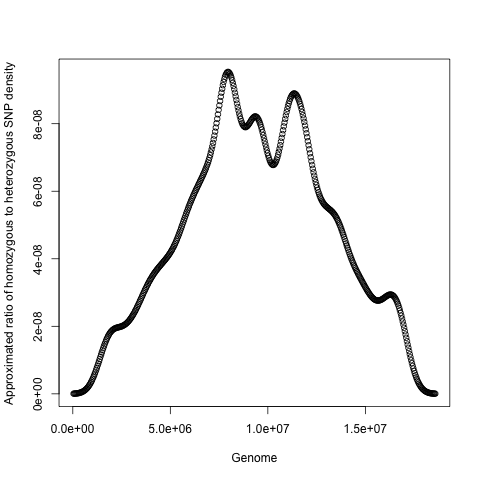 Approximated ratio of homozygous to heterozygous SNP density
8e-08
6e-08
4e-08
2e-08
0e+00
0.0e+00 5.0e+06 1.0e+07 1.5e+07
Genome